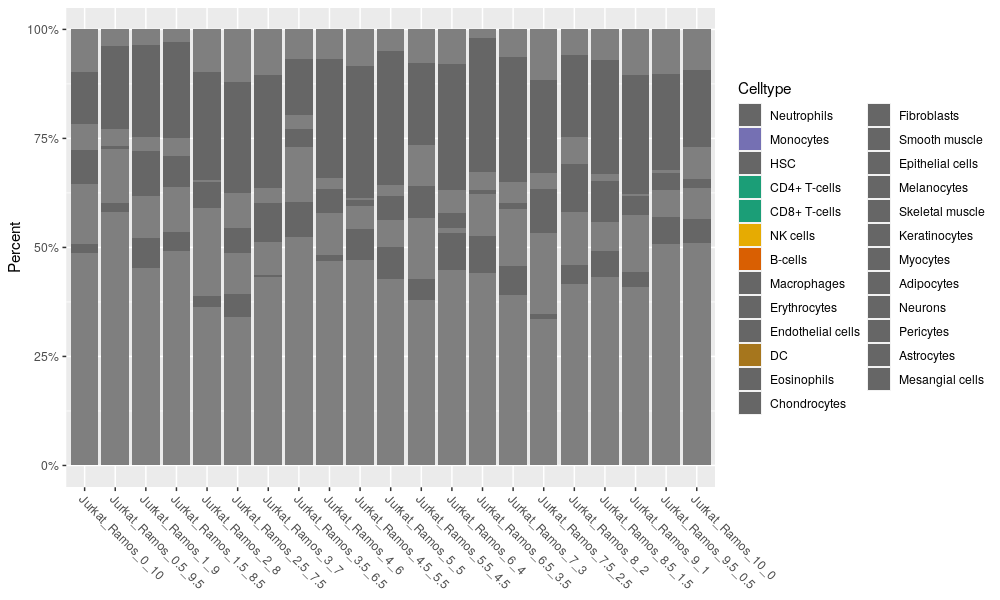 100%
75%
50%
25%
0%
Percent
Jurkat_Ramos_0_10
Jurkat_Ramos_0.5_9.5
Jurkat_Ramos_1_9
Jurkat_Ramos_1.5_8.5
Jurkat_Ramos_2_8
Jurkat_Ramos_2.5_7.5
Jurkat_Ramos_3_7
Jurkat_Ramos_3.5_6.5
Jurkat_Ramos_4_6
Jurkat_Ramos_4.5_5.5
Jurkat_Ramos_5_5
Jurkat_Ramos_5.5_4.5
Jurkat_Ramos_6_4
Jurkat_Ramos_6.5_3.5
Jurkat_Ramos_7_3
Jurkat_Ramos_7.5_2.5
Jurkat_Ramos_8_2
Jurkat_Ramos_8.5_1.5
Jurkat_Ramos_9_1
Jurkat_Ramos_9.5_0.5
Jurkat_Ramos_10_0
Celltype
Neutrophils
Monocytes
HSC
CD4+ T-cells
CD8+ T-cells
NK cells
B-cells
Macrophages
Erythrocytes
Endothelial cells
DC
Eosinophils
Chondrocytes
Fibroblasts
Smooth muscle
Epithelial cells
Melanocytes
Skeletal muscle
Keratinocytes
Myocytes
Adipocytes
Neurons
Pericytes
Astrocytes
Mesangial cells